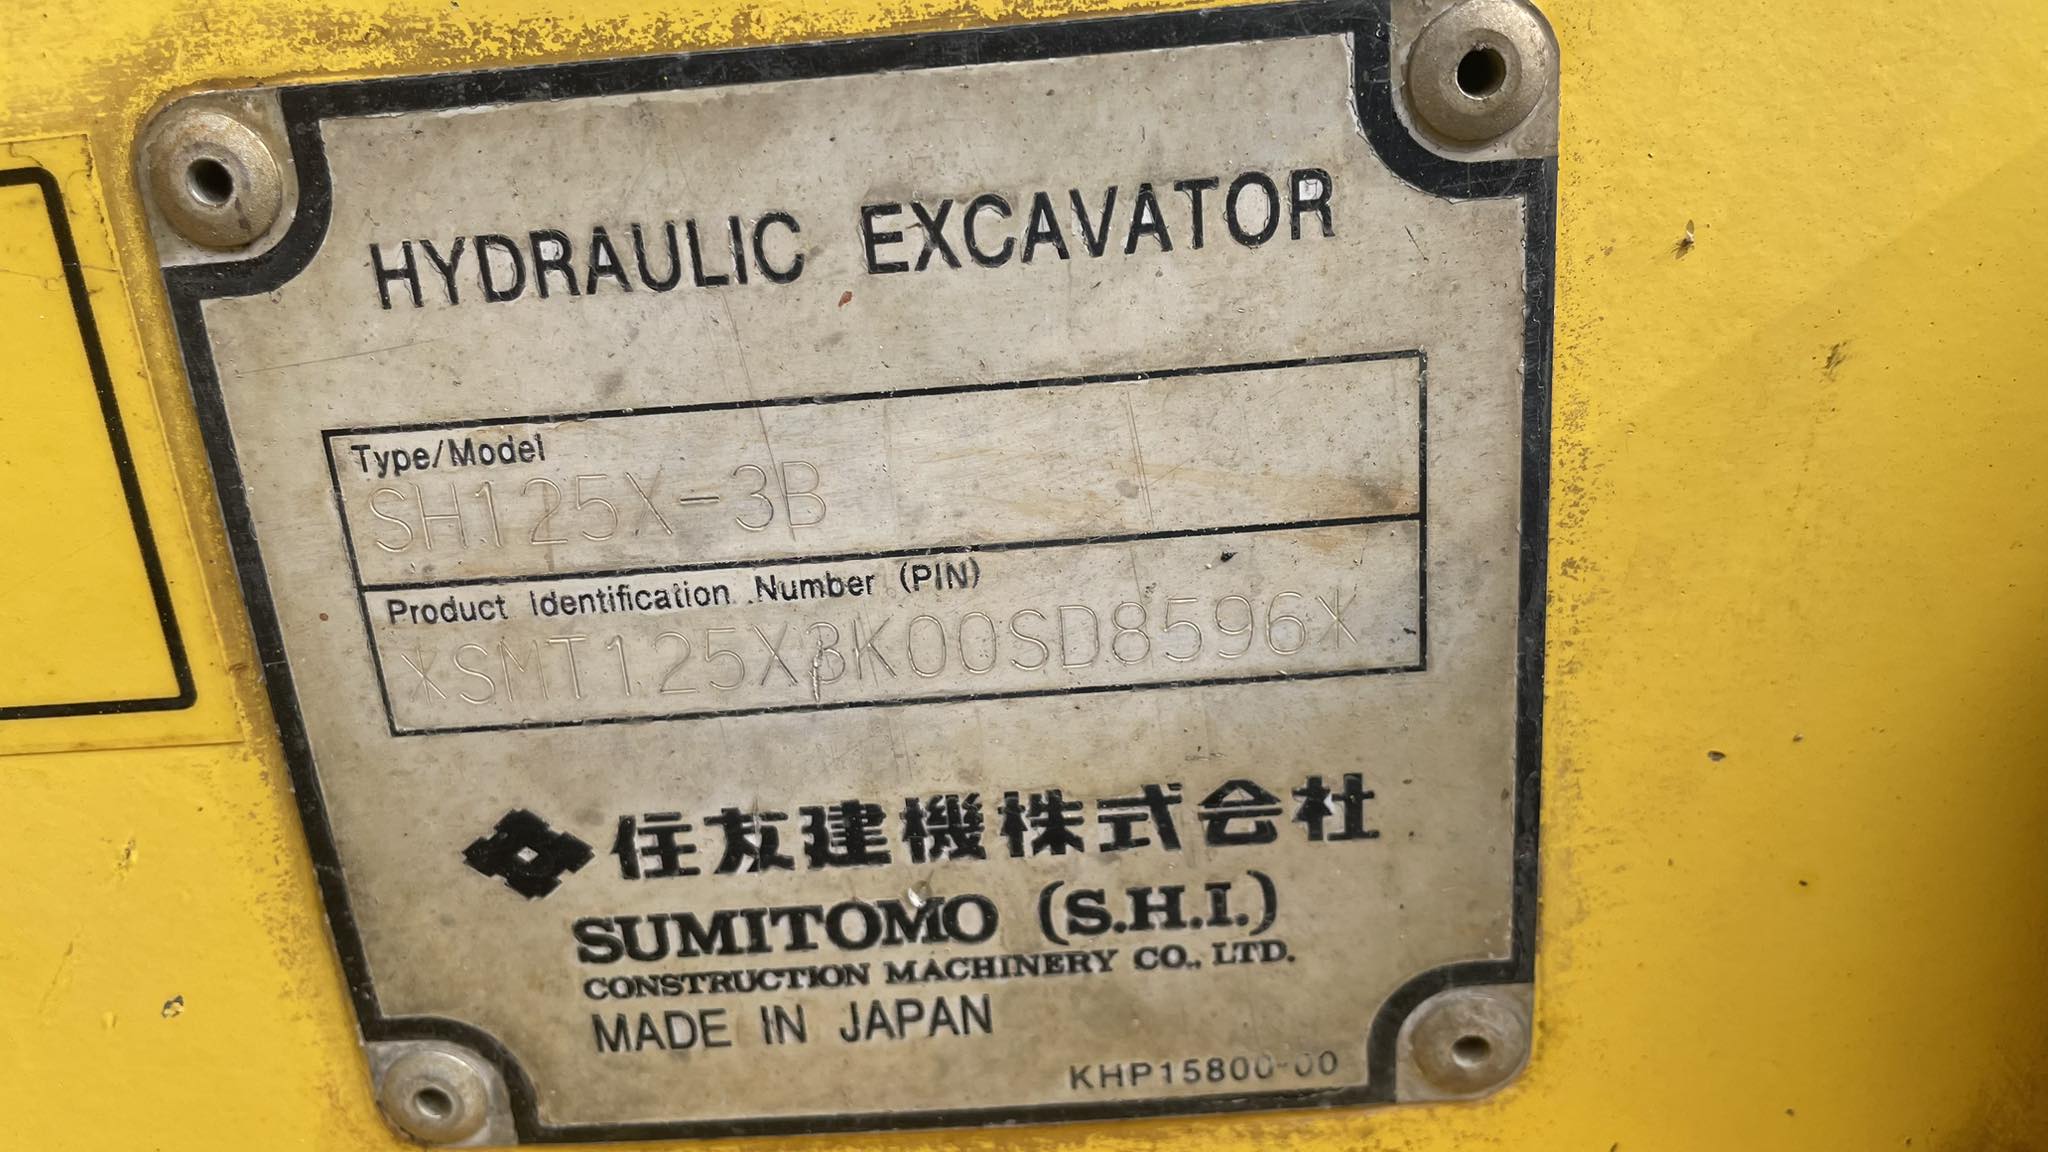 HYDRAULIC EXCAVATOR
Type/Model
SH125X-3B
Product Identification Number (PIN)
*SMT125X3K00SD8596*
住友建機株式会社
SUMITOMO (S.H.I.)
CONSTRUCTION MACHINERY CO., LTD.
MADE IN JAPAN
KHP15800-00